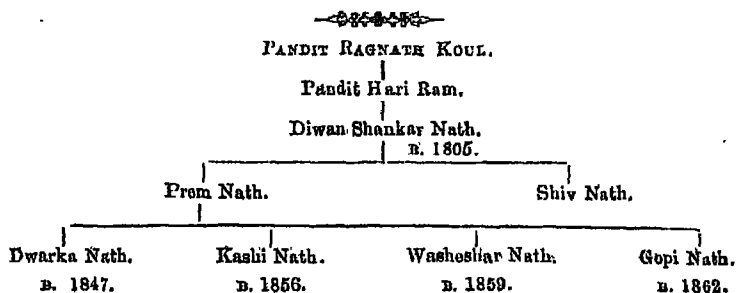 PANDIT RAGNATH KOUL.
Pandit Hari Ram.
Diwan Shankar Nath.
B. 1805.
Prem Nath. Shiv Nath.
Dwarka Nath. Kashi Nath. Washeshar Nath. Gopi Nath.
B. 1847. B. 1856. B. 1859. B. 1862.